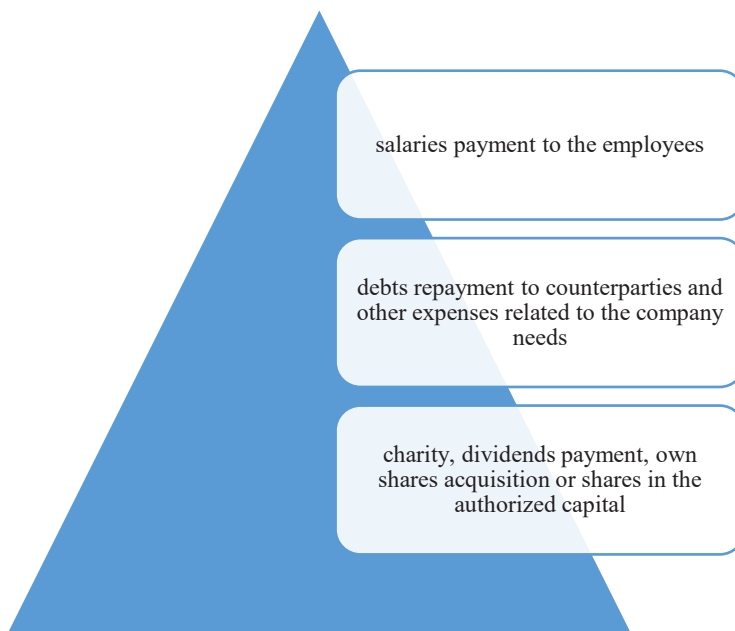 salaries payment to the employees
debts repayment to counterparties and
other expenses related to the company
needs
charity, dividends payment, own
shares acquisition or shares in the
authorized capital